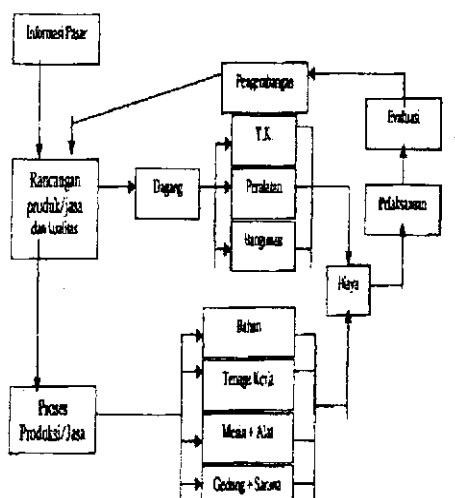 Informasi Pasar
Pengembangan
Evaluasi
T.K.
Rancangan
produk/jasa
dan kualitas
Dagang
Peralatan
Bangunan
Pelaksanaan
Biaya
Bahan
Tenaga Kerja
Proses
Produksi/Jasa
Mesin + Alat
Gedung + Sarana